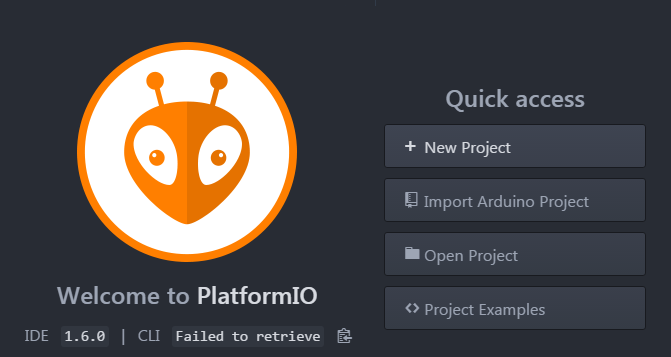 Quick access
New Project
Import Arduino Project
Open Project
Project Examples
Welcome to PlatformIO
IDE 1.6.0 | CLI Failed to retrieve